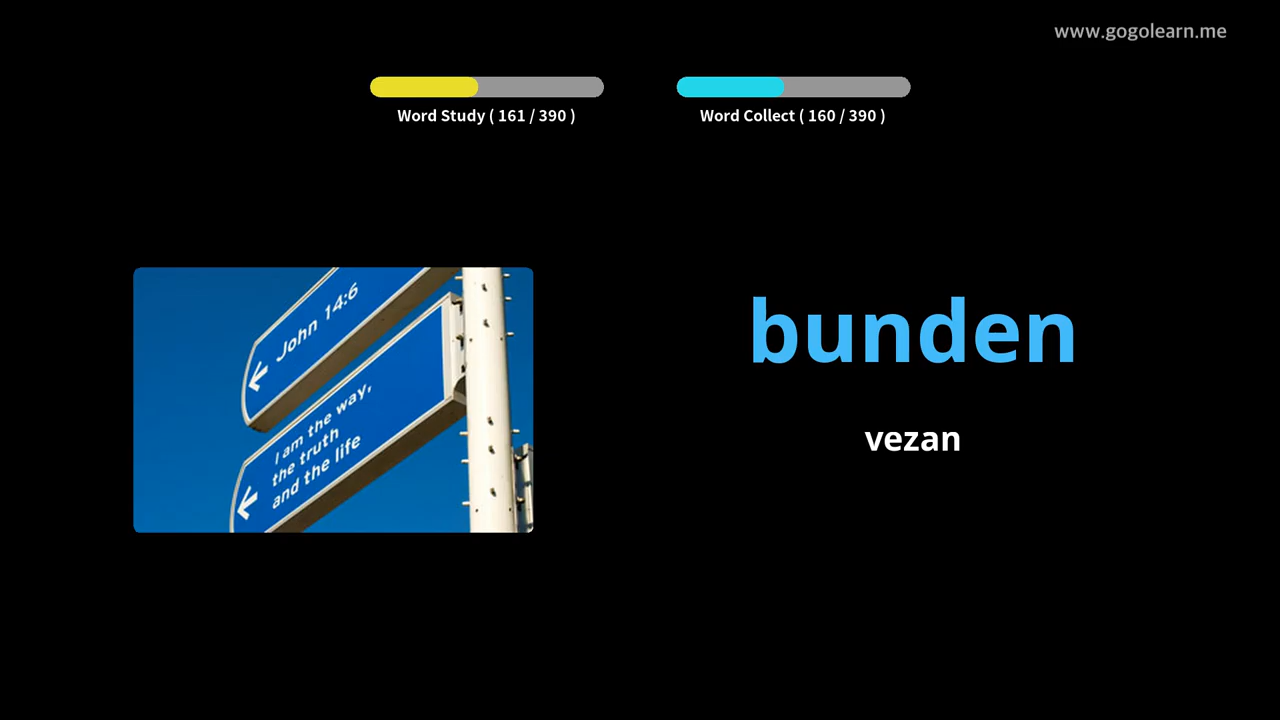 www.gogolearn.me
Word Study ( 161 / 390 )
Word Collect ( 160 / 390 )
John 14:6
I am the way,
the truth
and the life
bunden
vezan